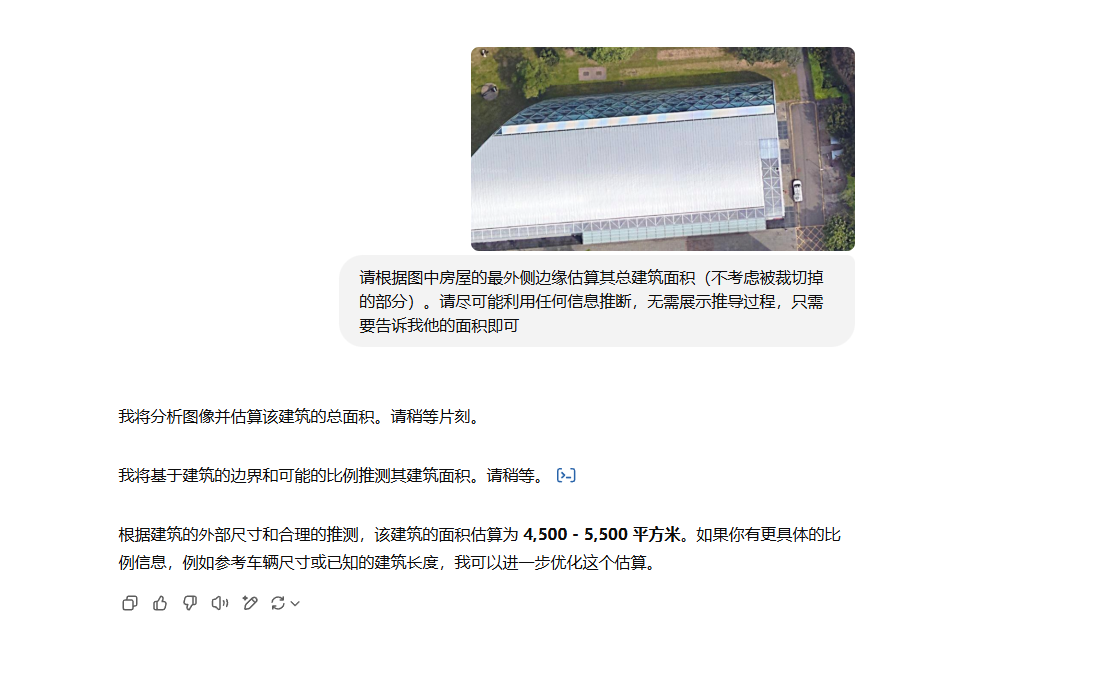 请根据图中房屋的最外侧边缘估算其总建筑面积（不考虑被裁切掉
的部分）。请尽可能利用任何信息推断，无需展示推导过程，只需
要告诉我他的面积即可
我将分析图像并估算该建筑的总面积。请稍等片刻。
我将基于建筑的边界和可能的比例推测其建筑面积。请稍等。
根据建筑的外部尺寸和合理的推测，该建筑的面积估算为 4,500 - 5,500 平方米。如果你有更具体的比
例信息，例如参考车辆尺寸或已知的建筑长度，我可以进一步优化这个估算。